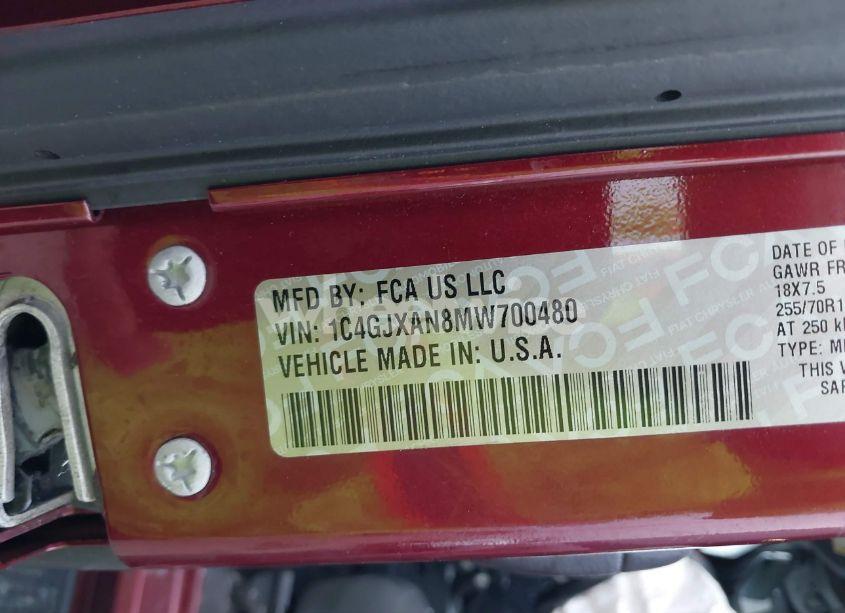 MFD BY: FCA US LLC
VIN: 1C4GJXAN8MW700480
VEHICLE MADE IN: U.S.A.
DATE OF
GAWR FR
18X7.5
255/70R1
AT 250 k
TYPE: M
THIS V
SAF